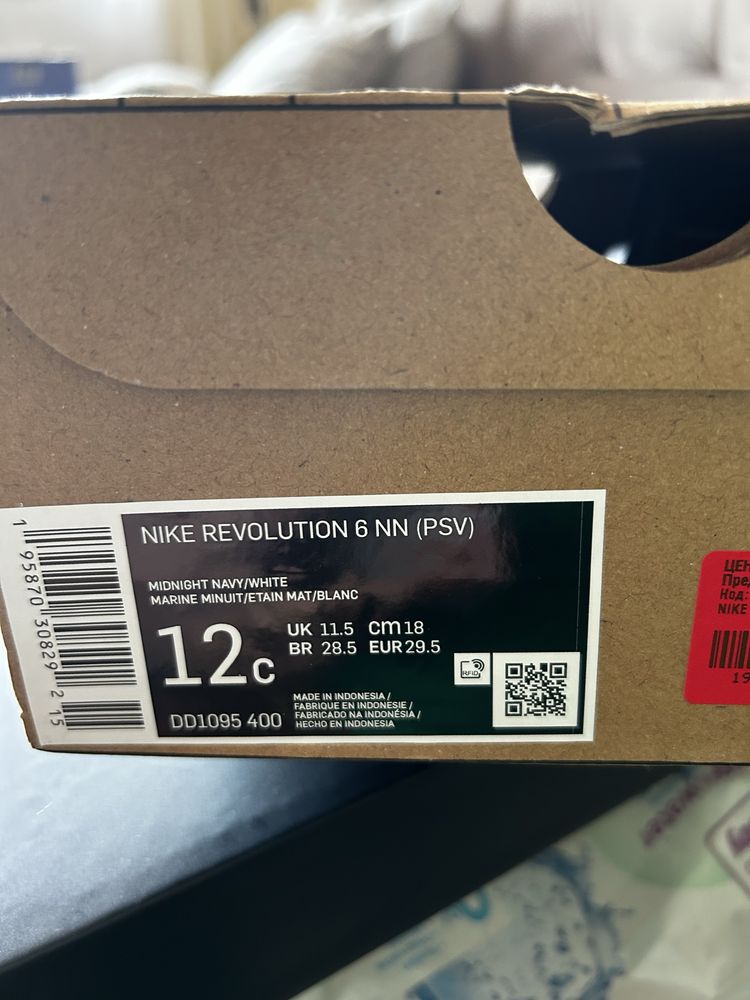 NIKE REVOLUTION 6 NN (PSV)
MIDNIGHT NAVY/WHITE
MARINE MINUIT/ETAIN MAT/BLANC
12c
UK 11.5 cm 18
BR 28.5 EUR 29.5
RFID
DD1095 400
MADE IN INDONESIA /
FABRIQUE EN INDONESIE /
FABRICADO NA INDONÉSIA /
HECHO EN INDONESIA
1 95870 30829 2 15
ЦЕН
Пре
Код:
NIKE
19